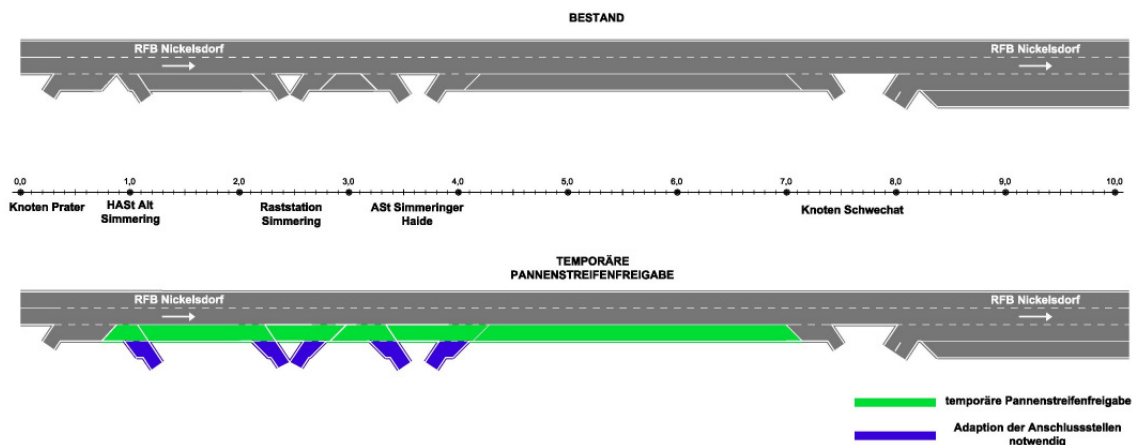 BESTAND
RFB Nickelsdorf
RFB Nickelsdorf
0,0 1,0 2,0 3,0 4,0 5,0 6,0 7,0 8,0 9,0 10,0
Knoten Prater
HASt Alt
Simmering
Raststation
Simmering
ASt Simmeringer
Haide
Knoten Schwechat
TEMPORÄRE
PANNENSTREIFENFREIGABE
RFB Nickelsdorf
RFB Nickelsdorf
temporäre Pannenstreifenfreigabe
Adaption der Anschlussstellen
notwendig